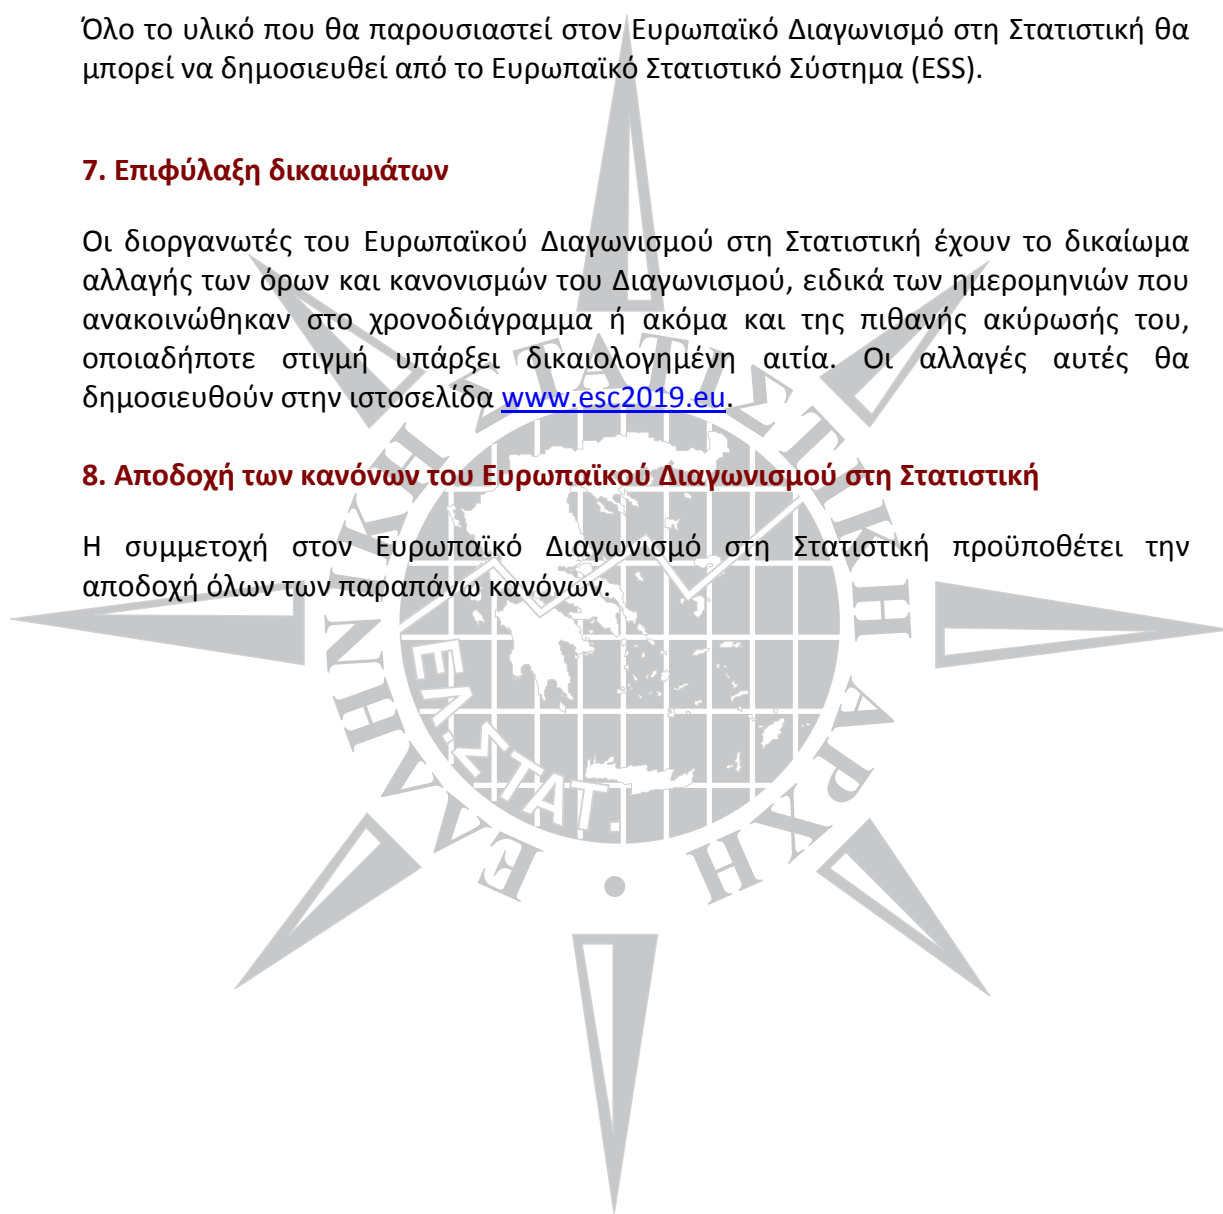 Όλο το υλικό που θα παρουσιαστεί στον Ευρωπαϊκό Διαγωνισμό στη Στατιστική θα
μπορεί να δημοσιευθεί από το Ευρωπαϊκό Στατιστικό Σύστημα (ESS).
7. Επιφύλαξη δικαιωμάτων
Οι διοργανωτές του Ευρωπαϊκού Διαγωνισμού στη Στατιστική έχουν το δικαίωμα
αλλαγής των όρων και κανονισμών του Διαγωνισμού, ειδικά των ημερομηνιών που
ανακοινώθηκαν στο χρονοδιάγραμμα ή ακόμα και της πιθανής ακύρωσής του,
οποιαδήποτε στιγμή υπάρξει δικαιολογημένη αιτία. Οι αλλαγές αυτές θα
δημοσιευθούν στην ιστοσελίδα www.esc2019.eu.
8. Αποδοχή των κανόνων του Ευρωπαϊκού Διαγωνισμού στη Στατιστική
Η συμμετοχή στον Ευρωπαϊκό Διαγωνισμό στη Στατιστική προϋποθέτει την
αποδοχή όλων των παραπάνω κανόνων.
ΕΛΛΗΝΙΚΗ ΣΤΑΤΙΣΤΙΚΗ ΑΡΧΗ
ΕΛ.ΣΤΑΤ.